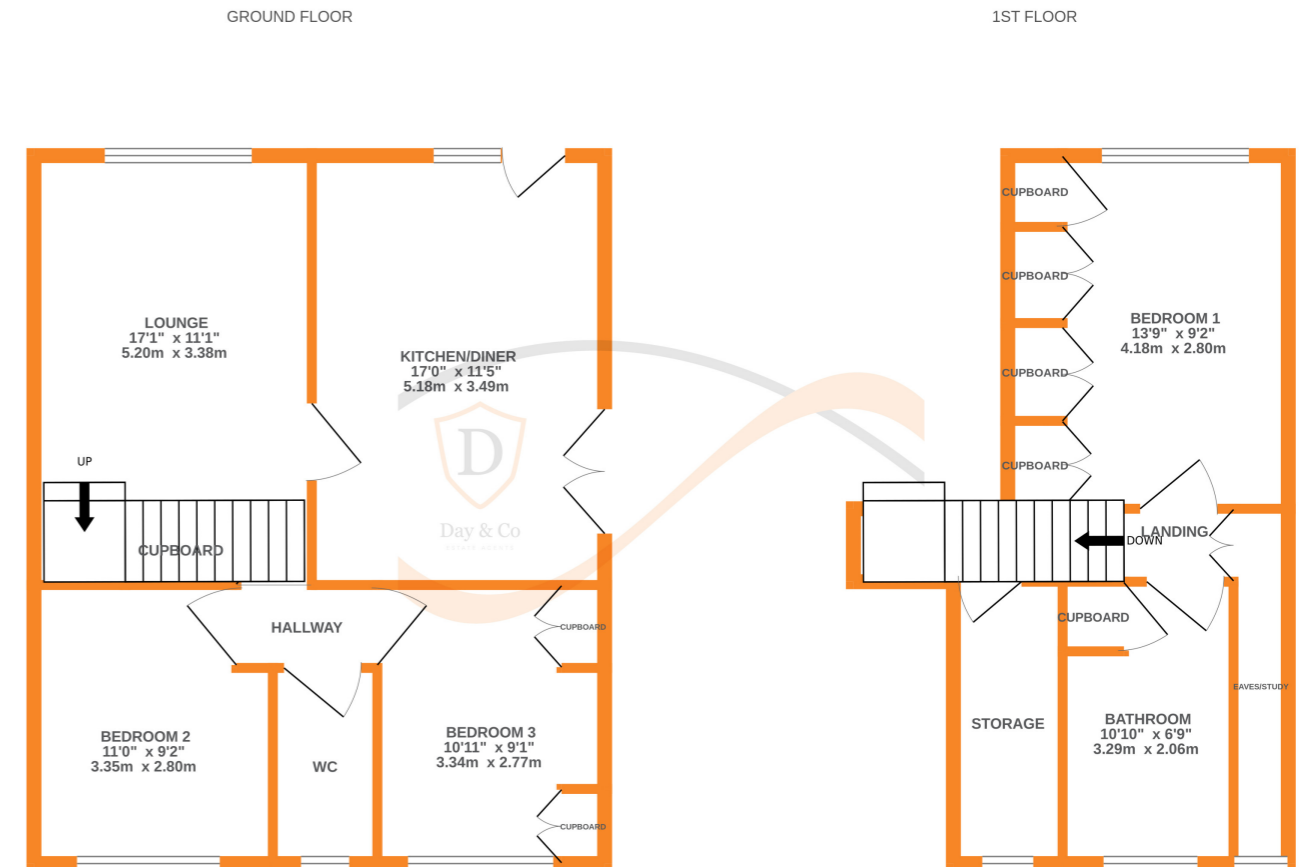 GROUND FLOOR
1ST FLOOR
LOUNGE
17'1" x 11'1"
5.20m x 3.38m
KITCHEN/DINER
17'0" x 11'5"
5.18m x 3.49m
UP
CUPBOARD
HALLWAY
CUPBOARD
BEDROOM 2
11'0" x 9'2"
3.35m x 2.80m
WC
BEDROOM 3
10'11" x 9'1"
3.34m x 2.77m
CUPBOARD
D
Day & Co
CUPBOARD
CUPBOARD
CUPBOARD
CUPBOARD
BEDROOM 1
13'9" x 9'2"
4.18m x 2.80m
LANDING
DOWN
CUPBOARD
STORAGE
BATHROOM
10'10" x 6'9"
3.29m x 2.06m
EAVES/STUDY